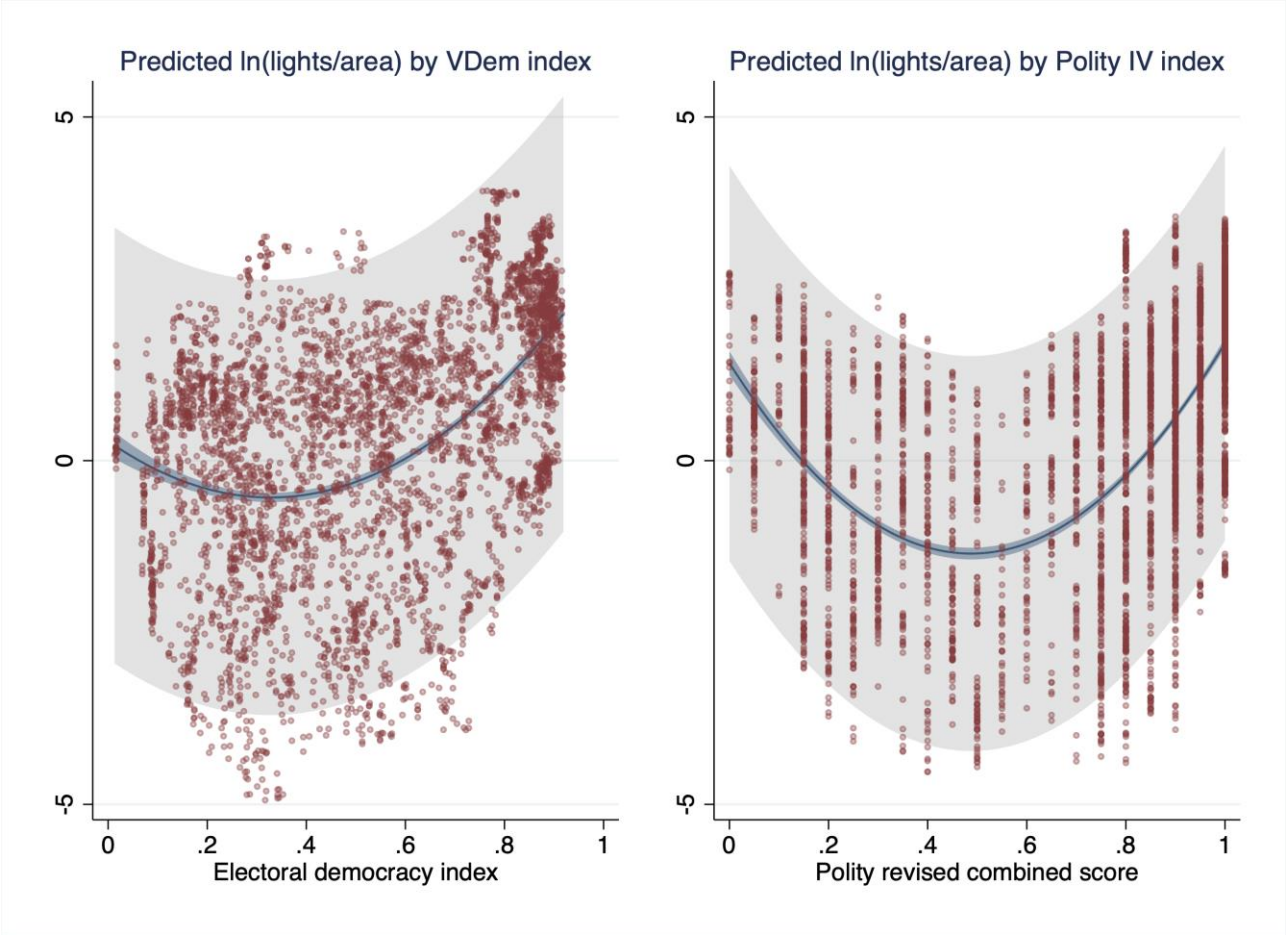 Predicted ln(lights/area) by VDem index
5
0
-5
0 .2 .4 .6 .8 1
Electoral democracy index
Predicted ln(lights/area) by Polity IV index
5
0
-5
0 .2 .4 .6 .8 1
Polity revised combined score